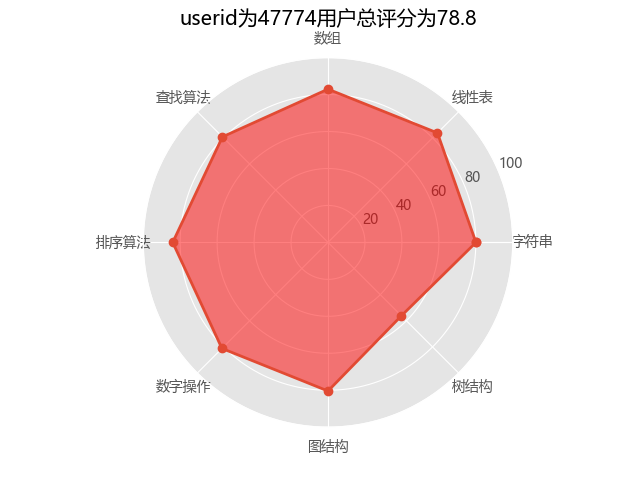 userid为47774用户总评分为78.8
数组
查找算法
线性表
100
80
60
40
20
排序算法
字符串
数字操作
树结构
图结构